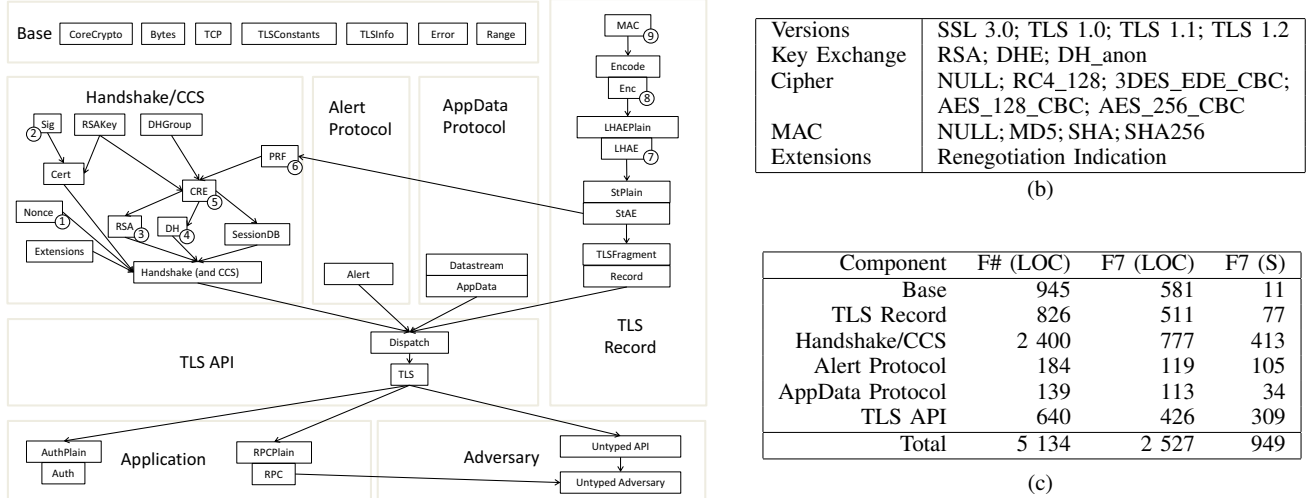 Base
CoreCrypto
Bytes
TCP
TLSConstants
TLSInfo
Error
Range
Handshake/CCS
Sig
2
RSAKey
DHGroup
PRF
6
Cert
CRE
5
Nonce
1
RSA
3
DH
4
SessionDB
Extensions
Handshake (and CCS)
Alert
Protocol
Alert
AppData
Protocol
Datastream
AppData
MAC
9
Encode
Enc
8
LHAEPlain
LHAE
7
StPlain
StAE
TLSFragment
Record
TLS
Record
TLS API
Dispatch
TLS
AuthPlain
Auth
Application
RPCPlain
RPC
Adversary
Untyped API
Untyped Adversary
Versions SSL 3.0; TLS 1.0; TLS 1.1; TLS 1.2
Key Exchange RSA; DHE; DH_anon
Cipher NULL; RC4_128; 3DES_EDE_CBC;
AES_128_CBC; AES_256_CBC
MAC NULL; MD5; SHA; SHA256
Extensions Renegotiation Indication
(b)
Component F# (LOC) F7 (LOC) F7 (S)
Base 945 581 11
TLS Record 826 511 77
Handshake/CCS 2 400 777 413
Alert Protocol 184 119 105
AppData Protocol 139 113 34
TLS API 640 426 309
Total 5 134 2 527 949
(c)